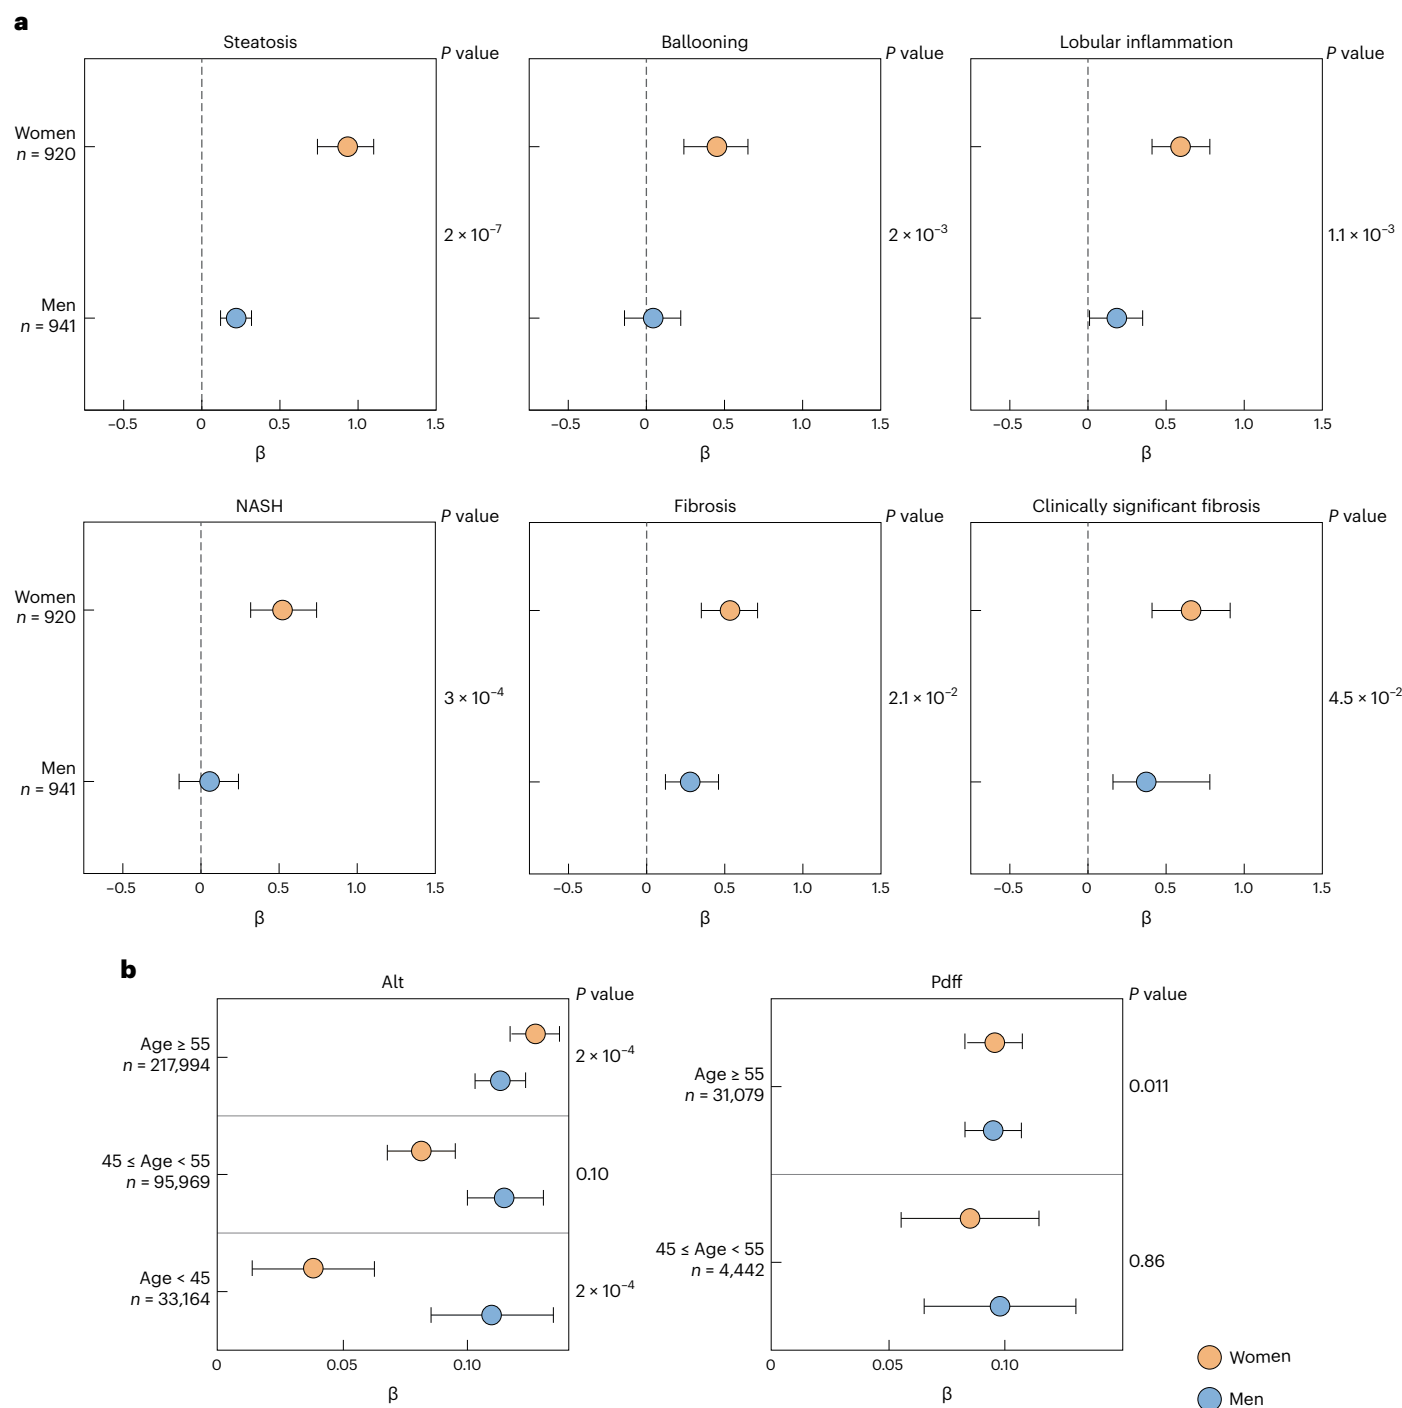 a
Steatosis
P value
Women
n = 920
Men
n = 941
2 × 10⁻⁷
−0.5 0 0.5 1.0 1.5
β
Ballooning
P value
2 × 10⁻³
−0.5 0 0.5 1.0 1.5
β
Lobular inflammation
P value
1.1 × 10⁻³
−0.5 0 0.5 1.0 1.5
β
NASH
P value
Women
n = 920
Men
n = 941
3 × 10⁻⁴
−0.5 0 0.5 1.0 1.5
β
Fibrosis
P value
2.1 × 10⁻²
−0.5 0 0.5 1.0 1.5
β
Clinically significant fibrosis
P value
4.5 × 10⁻²
−0.5 0 0.5 1.0 1.5
β
b
Alt
P value
Age ≥ 55
n = 217,994
2 × 10⁻⁴
45 ≤ Age < 55
n = 95,969
0.10
Age < 45
n = 33,164
2 × 10⁻⁴
0 0.05 0.10
β
Pdff
P value
Age ≥ 55
n = 31,079
0.011
45 ≤ Age < 55
n = 4,442
0.86
0 0.05 0.10
β
Women
Men